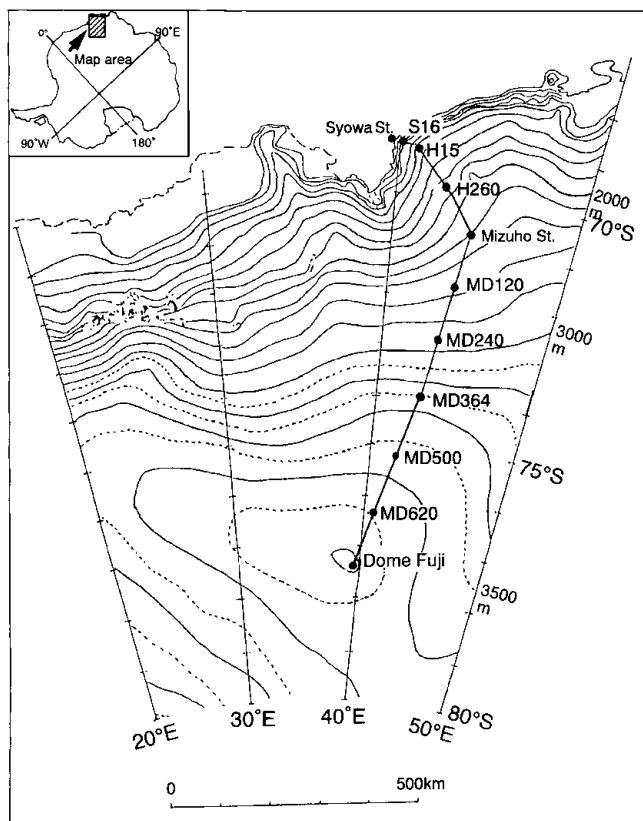 0°
90°E
Map area
90°W
180°
Syowa St.
S16
H15
H260
2000
m
70°S
Mizuho St.
MD120
MD240
3000
m
MD364
MD500
75°S
MD620
Dome Fuji
3500
m
20°E
30°E
40°E
50°E
80°S
0
500km